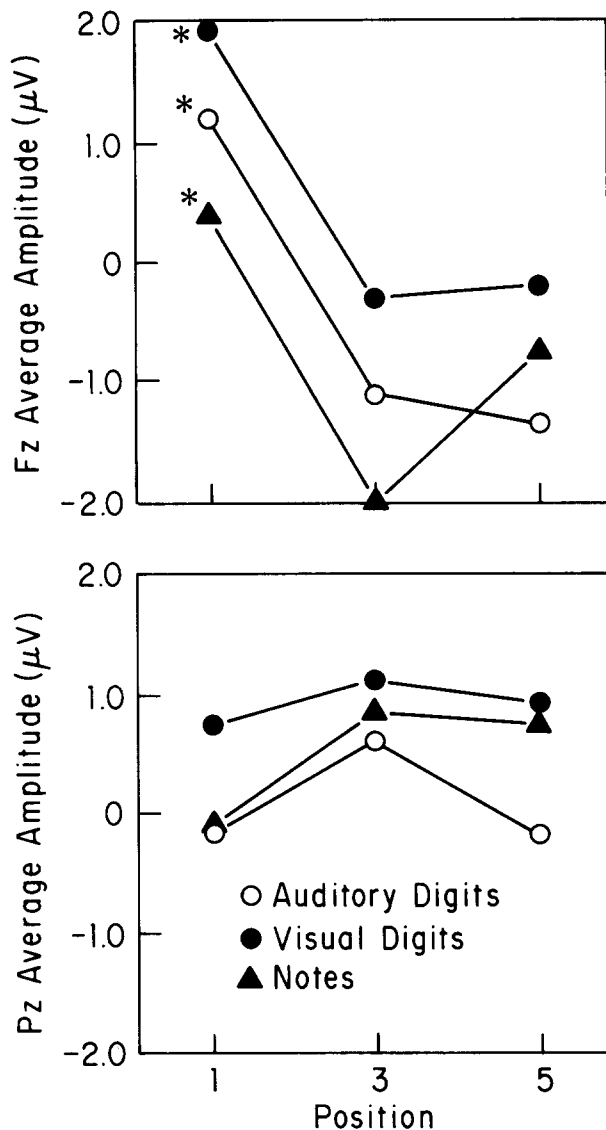 Fz Average Amplitude (μV)
2.0
1.0
0
-1.0
-2.0
*
*
*
Pz Average Amplitude (μV)
2.0
1.0
0
-1.0
-2.0
Auditory Digits
Visual Digits
Notes
1 3 5
Position